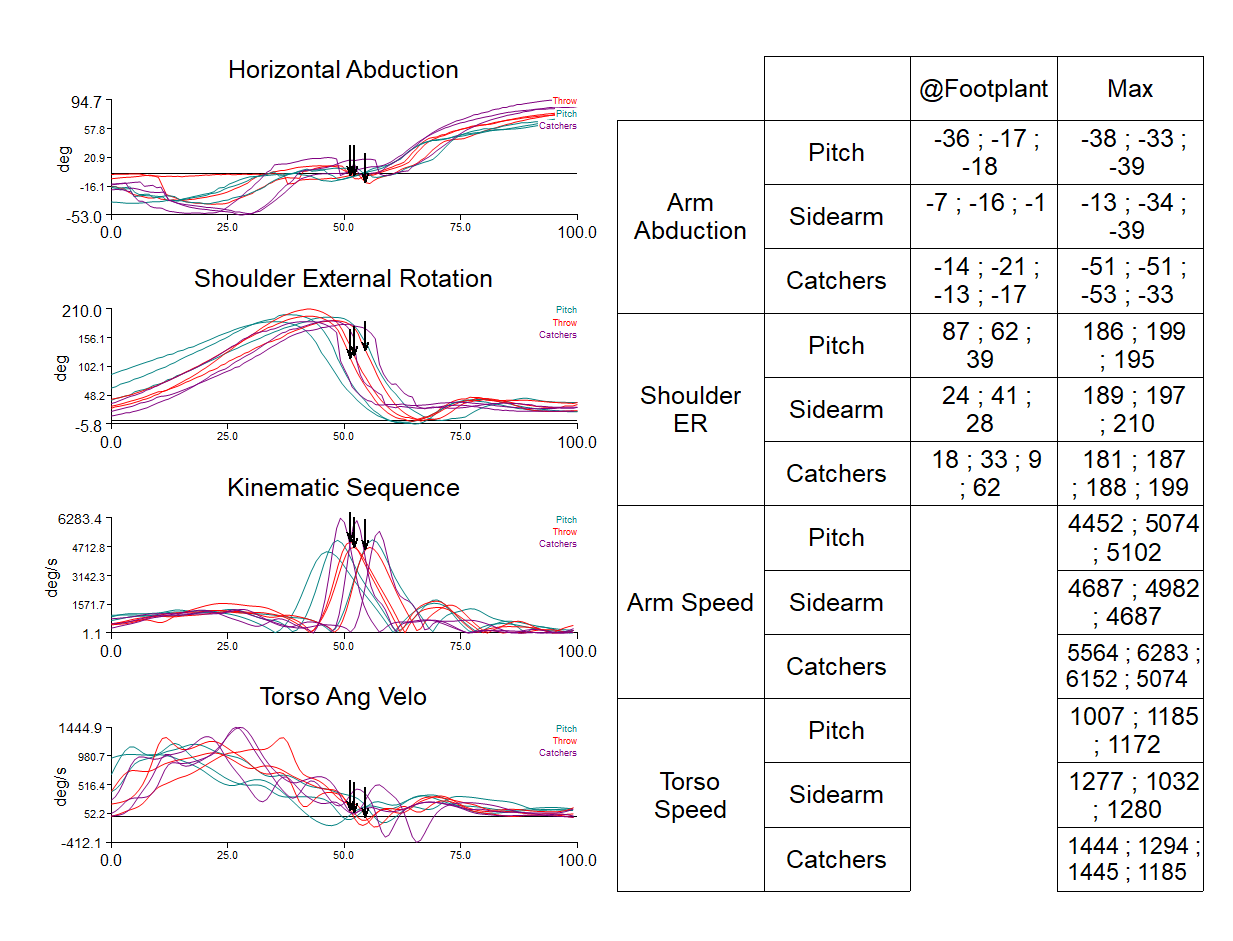 Horizontal Abduction
94.7
57.8
20.9
-16.1
-53.0
deg
0.0
25.0
50.0
75.0
100.0
Throw
Pitch
Catchers
Shoulder External Rotation
210.0
156.1
102.1
48.2
-5.8
deg
0.0
25.0
50.0
75.0
100.0
Pitch
Throw
Catchers
Kinematic Sequence
6283.4
4712.8
3142.3
1571.7
1.1
deg/s
0.0
25.0
50.0
75.0
100.0
Pitch
Throw
Catchers
Torso Ang Velo
1444.9
980.7
516.4
52.2
-412.1
deg/s
0.0
25.0
50.0
75.0
100.0
Pitch
Throw
Catchers
@Footplant
Max
Arm
Abduction
Pitch
-36 ; -17 ;
-18
-38 ; -33 ;
-39
Sidearm
-7 ; -16 ; -1
-13 ; -34 ;
-39
Catchers
-14 ; -21 ;
-13 ; -17
-51 ; -51 ;
-53 ; -33
Shoulder
ER
Pitch
87 ; 62 ;
39
186 ; 199
; 195
Sidearm
24 ; 41 ;
28
189 ; 197
; 210
Catchers
18 ; 33 ; 9
; 62
181 ; 187
; 188 ; 199
Arm Speed
Pitch
4452 ; 5074
; 5102
Sidearm
4687 ; 4982
; 4687
Catchers
5564 ; 6283 ;
6152 ; 5074
Torso
Speed
Pitch
1007 ; 1185
; 1172
Sidearm
1277 ; 1032
; 1280
Catchers
1444 ; 1294 ;
1445 ; 1185